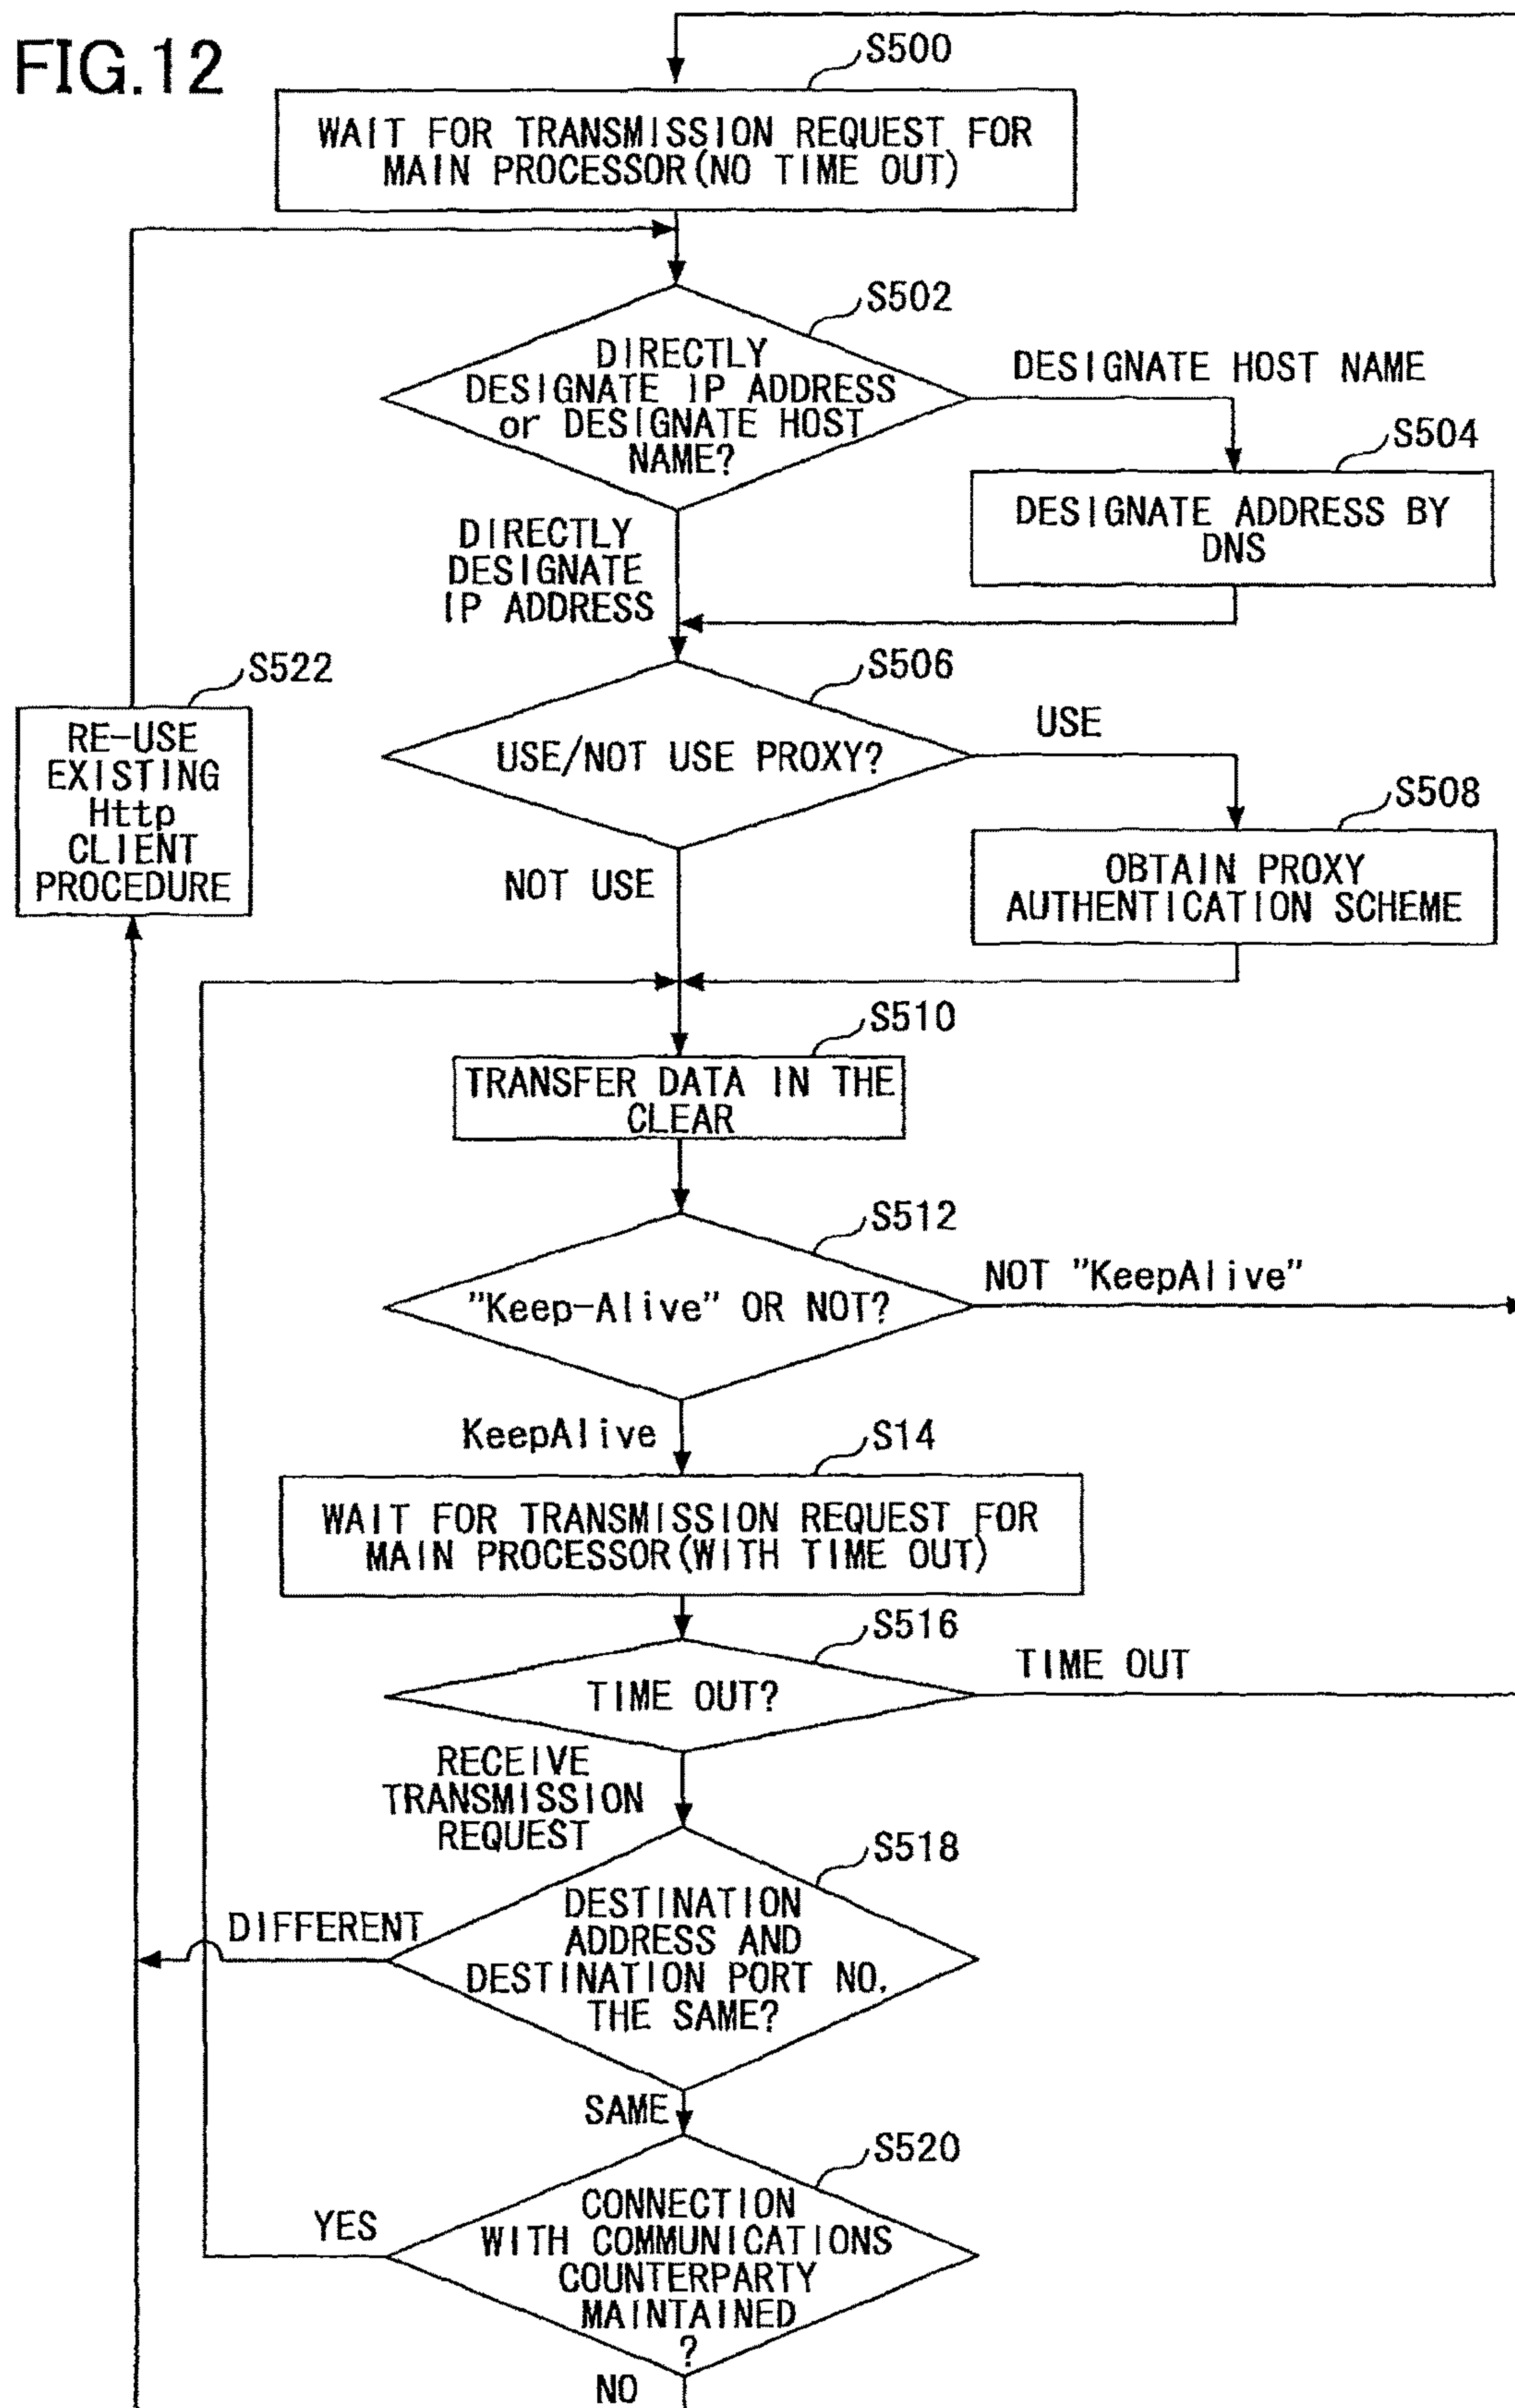 FIG.12
S500
WAIT FOR TRANSMISSION REQUEST FOR
MAIN PROCESSOR(NO TIME OUT)
S502
DIRECTLY
DESIGNATE IP ADDRESS
or DESIGNATE HOST
NAME?
DESIGNATE HOST NAME
S504
DESIGNATE ADDRESS BY
DNS
DIRECTLY
DESIGNATE
IP ADDRESS
S522
RE-USE
EXISTING
Http
CLIENT
PROCEDURE
S506
USE/NOT USE PROXY?
USE
S508
OBTAIN PROXY
AUTHENTICATION SCHEME
NOT USE
S510
TRANSFER DATA IN THE
CLEAR
S512
"Keep-Alive" OR NOT?
NOT "KeepAlive"
KeepAlive
S14
WAIT FOR TRANSMISSION REQUEST FOR
MAIN PROCESSOR(WITH TIME OUT)
S516
TIME OUT?
TIME OUT
RECEIVE
TRANSMISSION
REQUEST
S518
DESTINATION
ADDRESS AND
DESTINATION PORT NO.
THE SAME?
DIFFERENT
SAME
S520
CONNECTION
WITH COMMUNICATIONS
COUNTERPARTY
MAINTAINED
?
YES
NO